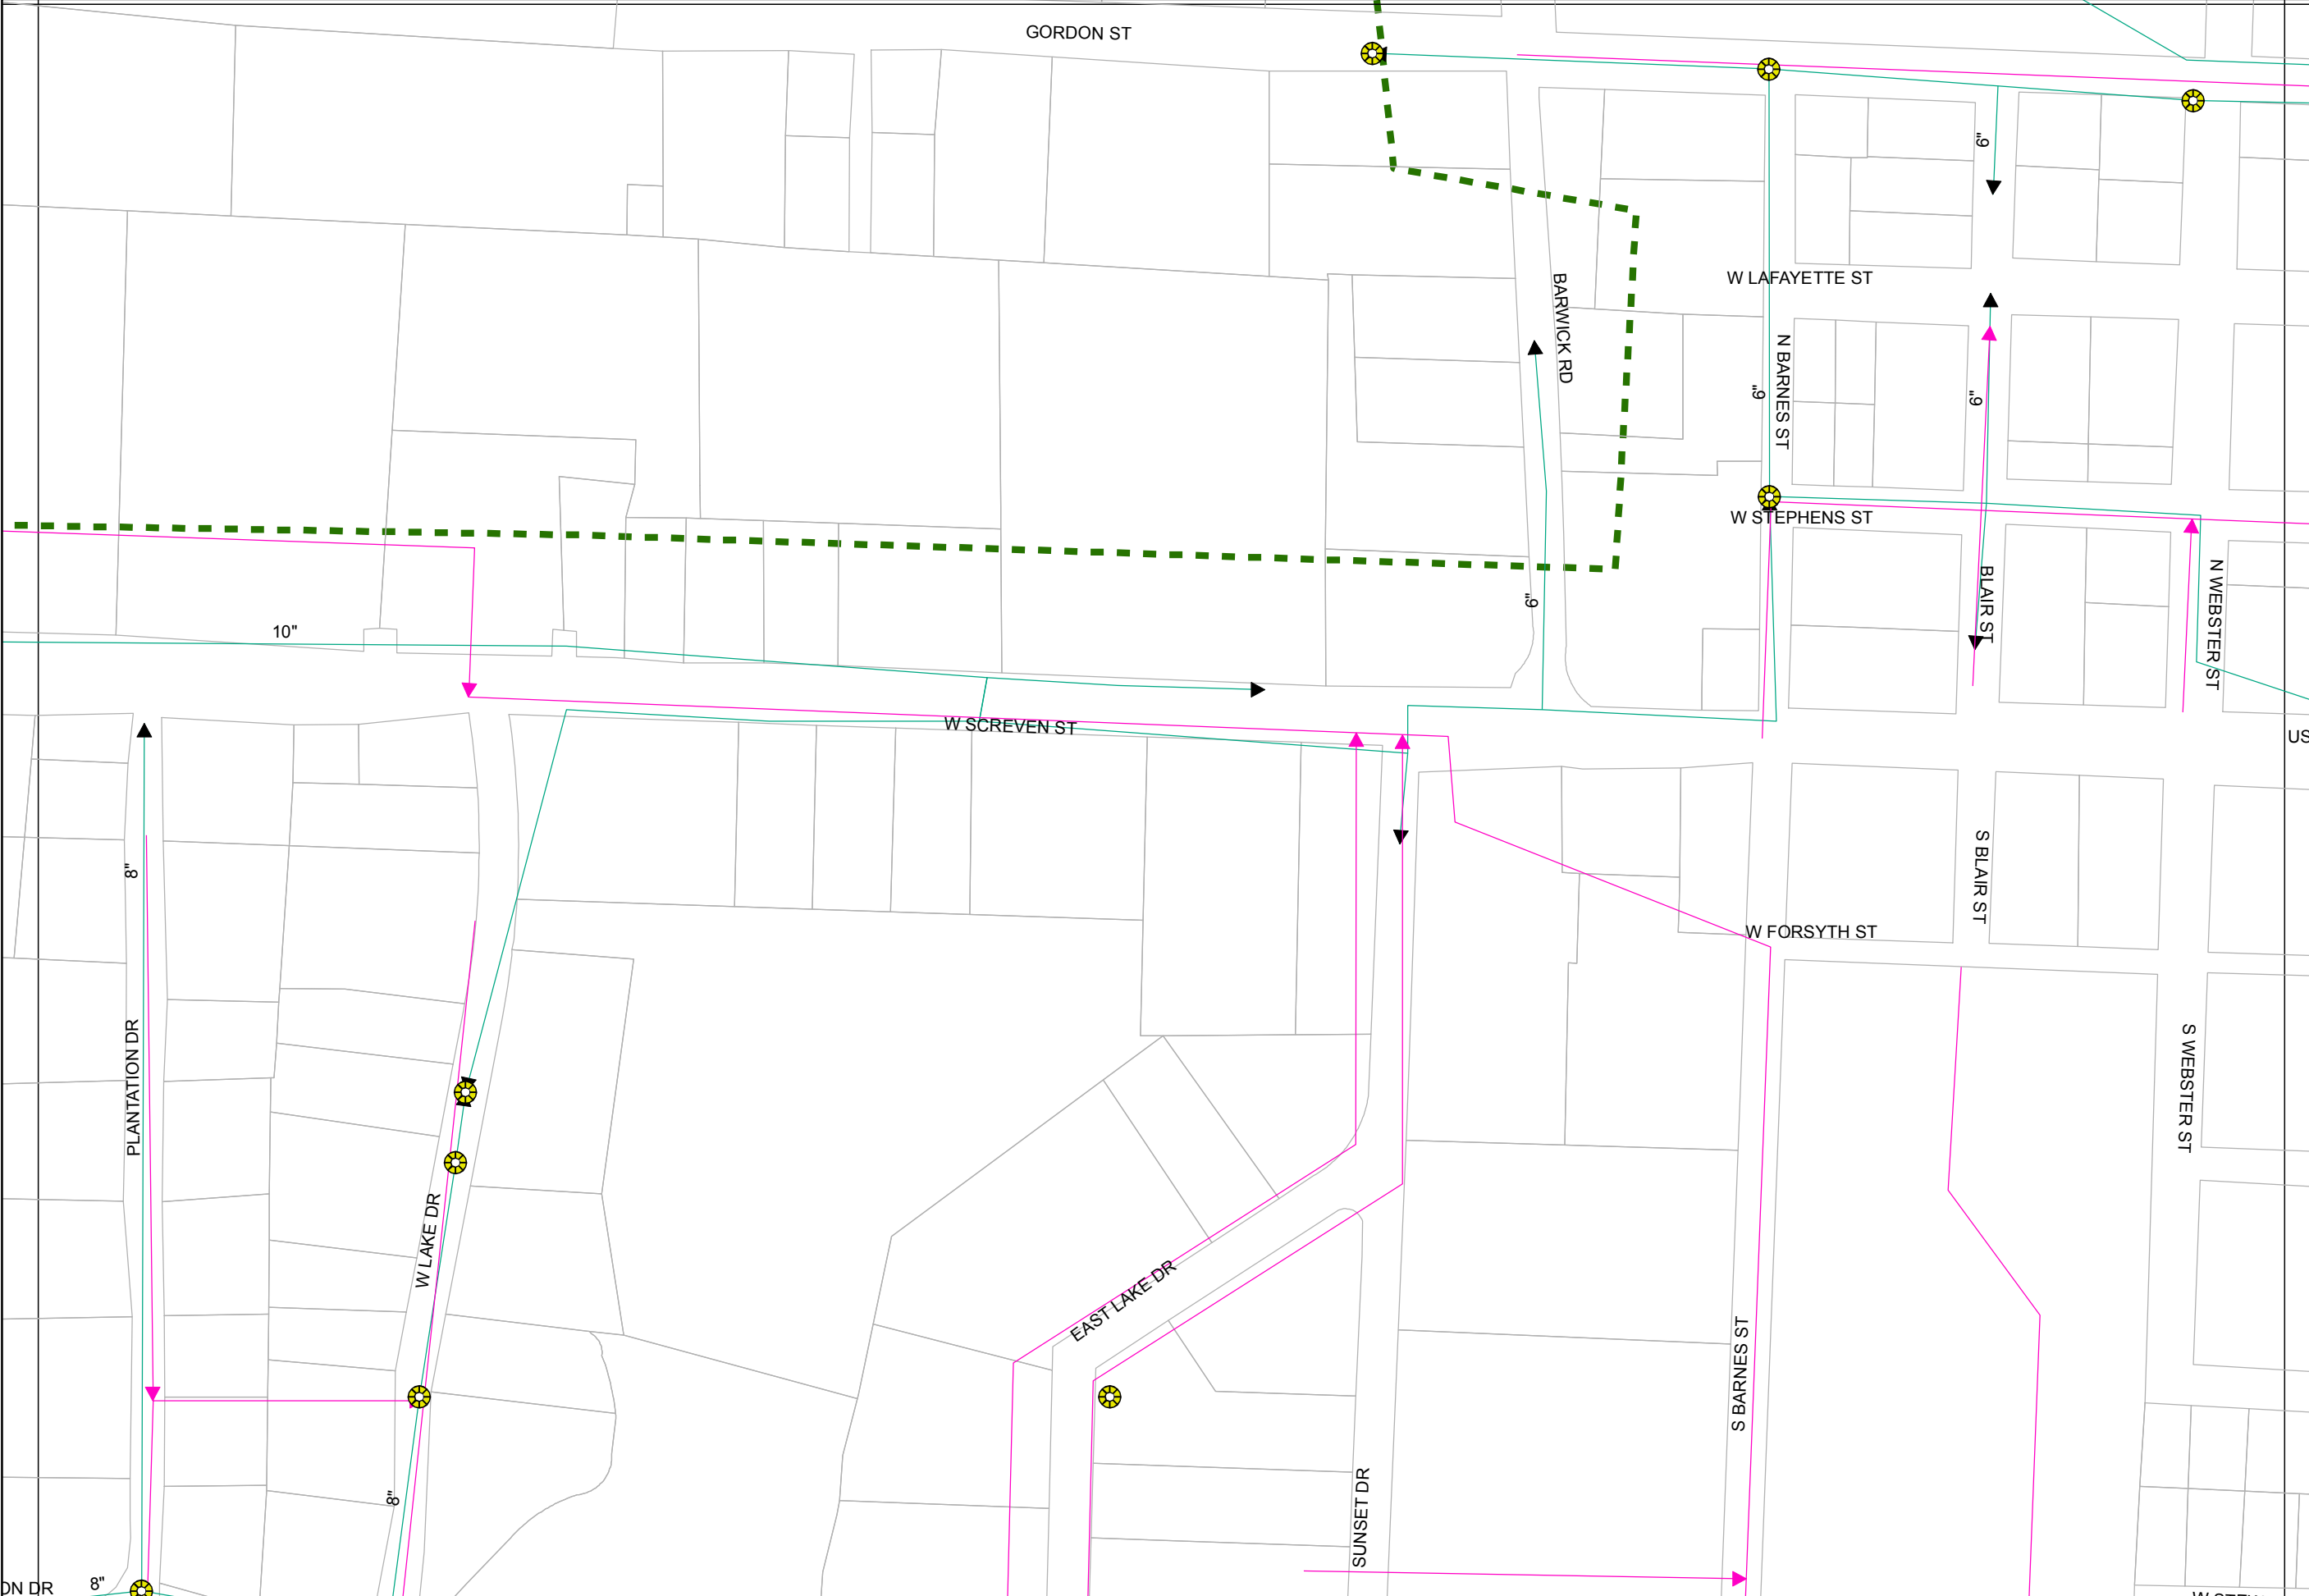 GORDON ST
6"
W LAFAYETTE ST
BARWICK RD
N BARNES ST
6"
6"
W STEPHENS ST
BLAIR ST
N WEBSTER ST
6"
10"
W SCREVEN ST
US
8"
S BLAIR ST
W FORSYTH ST
PLANTATION DR
S WEBSTER ST
W LAKE DR
EAST LAKE DR
S BARNES ST
8"
SUNSET DR
8"
ON DR